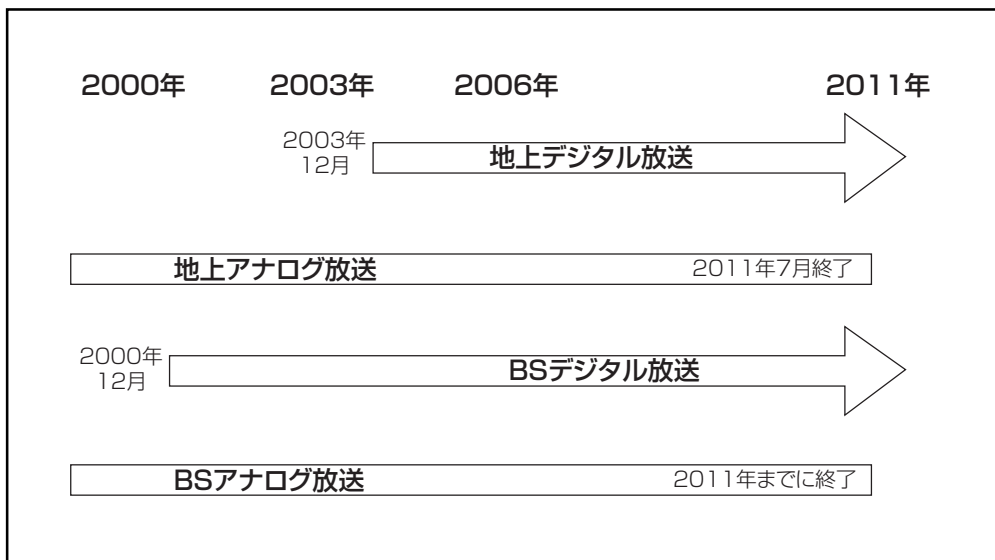 2000年 2003年 2006年 2011年
2003年
12月
地上デジタル放送
地上アナログ放送 2011年7月終了
2000年
12月
BSデジタル放送
BSアナログ放送 2011年までに終了